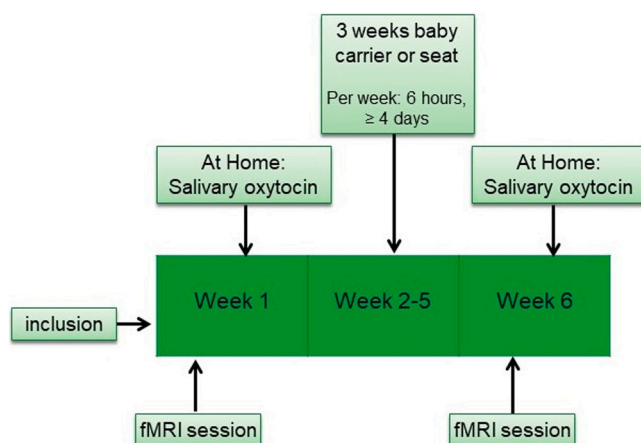 3 weeks baby
carrier or seat
Per week: 6 hours,
≥ 4 days
At Home:
Salivary oxytocin
At Home:
Salivary oxytocin
inclusion
Week 1
Week 2-5
Week 6
fMRI session
fMRI session